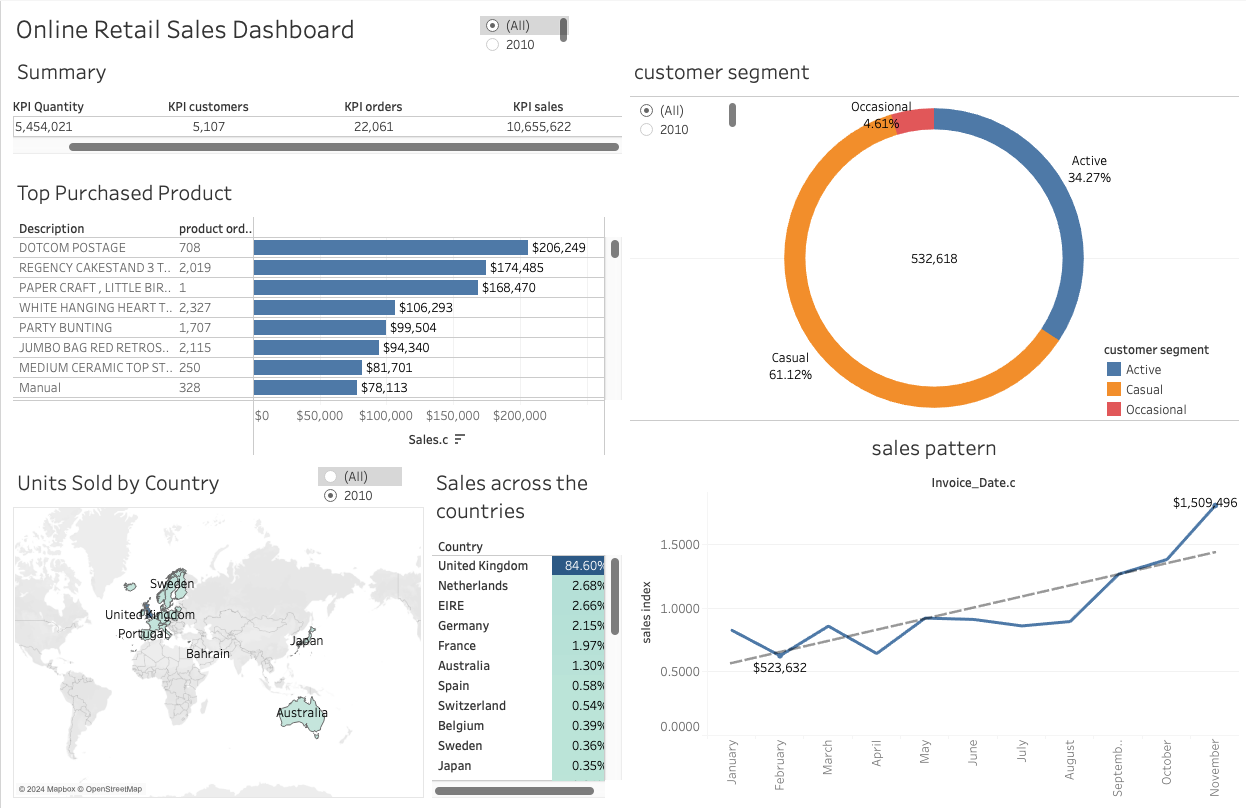 Online Retail Sales Dashboard
(All)
2010
Summary
KPI Quantity KPI customers KPI orders KPI sales
5,454,021 5,107 22,061 10,655,622
Top Purchased Product
Description product ord..
DOTCOM POSTAGE 708 $206,249
REGENCY CAKESTAND 3 T.. 2,019 $174,485
PAPER CRAFT , LITTLE BIR.. 1 $168,470
WHITE HANGING HEART T.. 2,327 $106,293
PARTY BUNTING 1,707 $99,504
JUMBO BAG RED RETROS.. 2,115 $94,340
MEDIUM CERAMIC TOP ST.. 250 $81,701
Manual 328 $78,113
$0 $50,000 $100,000 $150,000 $200,000
Sales.c
customer segment
(All)
2010
Occasional
4.61%
Active
34.27%
532,618
Casual
61.12%
customer segment
Active
Casual
Occasional
Units Sold by Country
(All)
2010
Sweden
United Kingdom
Portugal
Japan
Bahrain
Australia
© 2024 Mapbox © OpenStreetMap
Sales across the
countries
Country
United Kingdom 84.60%
Netherlands 2.68%
EIRE 2.66%
Germany 2.15%
France 1.97%
Australia 1.30%
Spain 0.58%
Switzerland 0.54%
Belgium 0.39%
Sweden 0.36%
Japan 0.35%
sales pattern
Invoice_Date.c
$1,509,496
1.5000
1.0000
0.5000
0.0000
sales index
$523,632
January
February
March
April
May
June
July
August
Septemb..
October
November